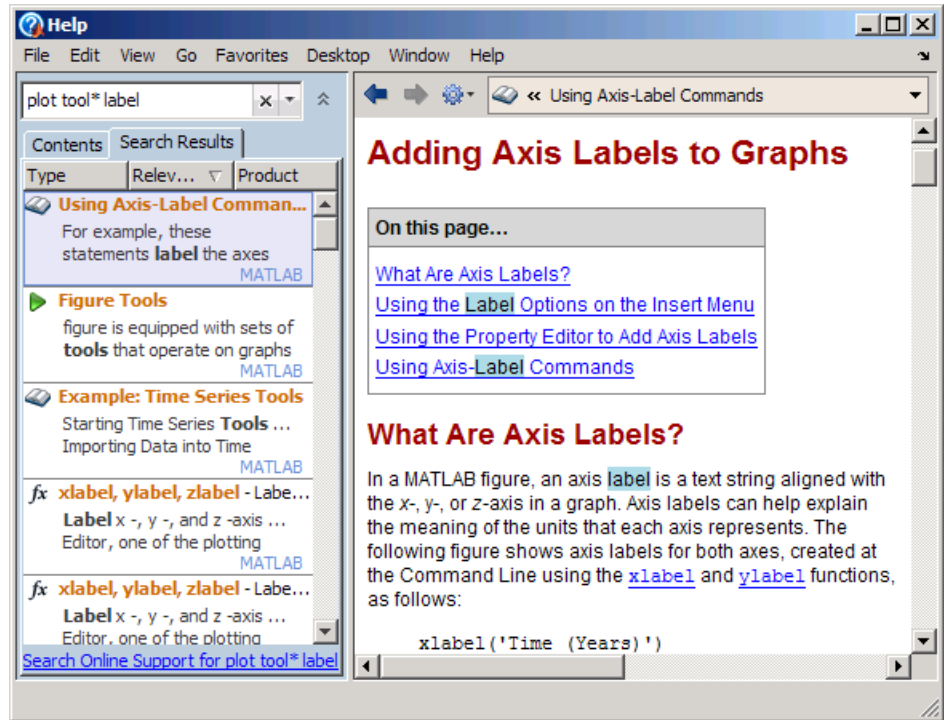 Help
File Edit View Go Favorites Desktop Window Help
plot tool* label
Contents Search Results
Type Relev... Product
Using Axis-Label Comman...
For example, these
statements label the axes
MATLAB
Figure Tools
figure is equipped with sets of
tools that operate on graphs
MATLAB
Example: Time Series Tools
Starting Time Series Tools ...
Importing Data into Time
MATLAB
fx xlabel, ylabel, zlabel - Labe...
Label x -, y -, and z -axis ...
Editor, one of the plotting
MATLAB
fx xlabel, ylabel, zlabel - Labe...
Label x -, y -, and z -axis ...
Editor, one of the plotting
Search Online Support for plot tool* label
« Using Axis-Label Commands
Adding Axis Labels to Graphs
On this page...
What Are Axis Labels?
Using the Label Options on the Insert Menu
Using the Property Editor to Add Axis Labels
Using Axis-Label Commands
What Are Axis Labels?
In a MATLAB figure, an axis label is a text string aligned with
the x-, y-, or z-axis in a graph. Axis labels can help explain
the meaning of the units that each axis represents. The
following figure shows axis labels for both axes, created at
the Command Line using the xlabel and ylabel functions,
as follows:
xlabel('Time (Years)')